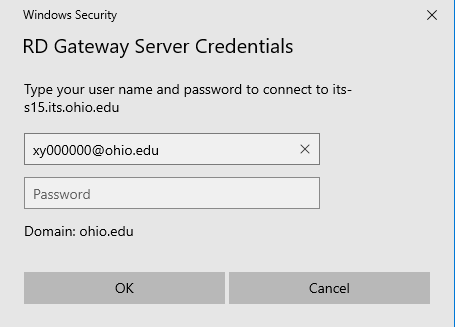 Windows Security
RD Gateway Server Credentials
Type your user name and password to connect to its-
s15.its.ohio.edu
xy000000@ohio.edu
Password
Domain: ohio.edu
OK Cancel